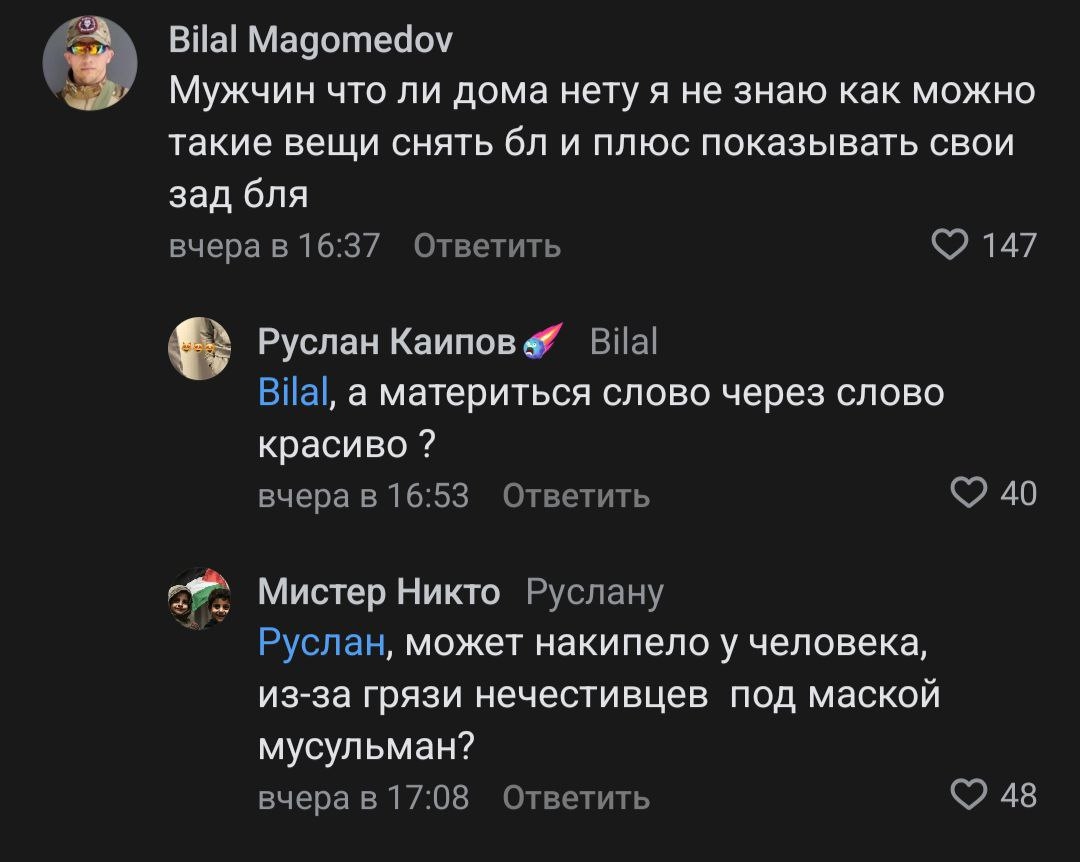 Bilal Magomedov
Мужчин что ли дома нету я не знаю как можно
такие вещи снять бл и плюс показывать свои
зад бля
вчера в 16:37 Ответить 147
Руслан Каипов Bilal
Bilal, а материться слово через слово
красиво ?
вчера в 16:53 Ответить 40
Мистер Никто Руслану
Руслан, может накипело у человека,
из-за грязи нечестивцев под маской
мусульман?
вчера в 17:08 Ответить 48